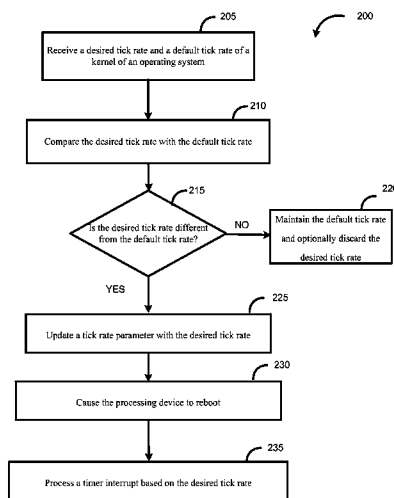 205
200
Receive a desired tick rate and a default tick rate of a
kernel of an operating system
210
Compare the desired tick rate with the default tick rate
215
Is the desired tick rate different
from the default tick rate?
NO
Maintain the default tick rate
and optionally discard the
desired tick rate
YES
225
Update a tick rate parameter with the desired tick rate
230
Cause the processing device to reboot
235
Process a timer interrupt based on the desired tick rate